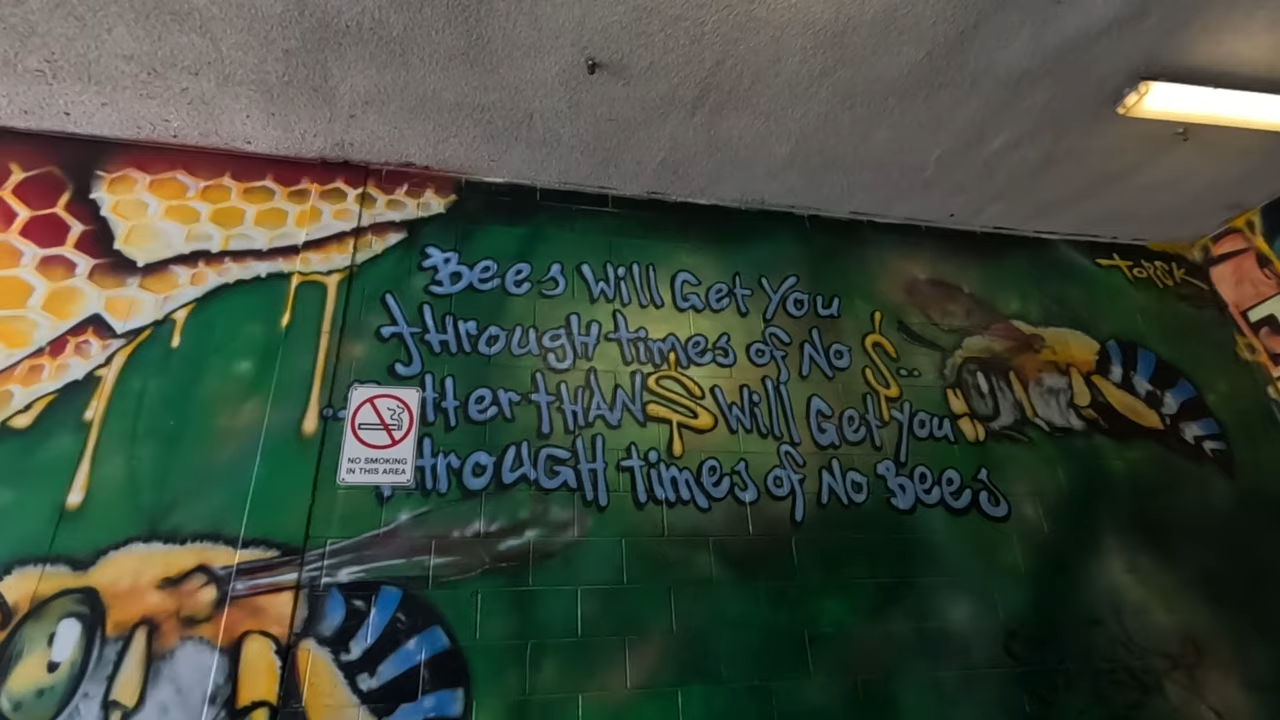 Bees Will Get You
tHrougH times of No $..
..tter tHAN $ Will Get You
trouGH times of No Bees
TOPSK
NO SMOKING
IN THIS AREA